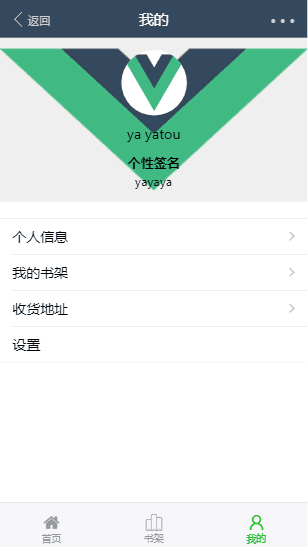 返回
我的
ya yatou
个性签名
yayaya
个人信息
我的书架
收货地址
设置
首页
书架
我的